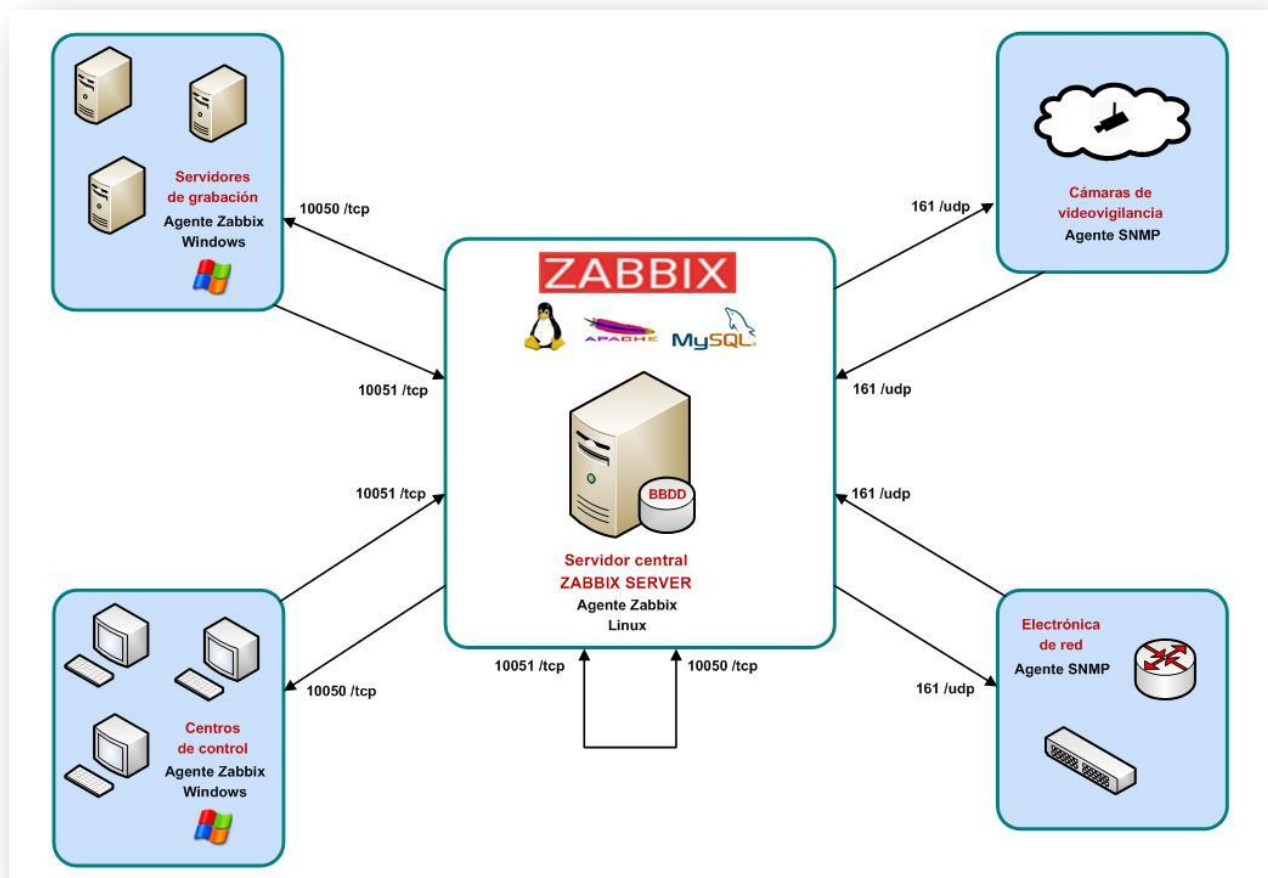 Servidores
de grabación
Agente Zabbix
Windows
10050 /tcp
10051 /tcp
ZABBIX
APACHE
MySQL
BBDD
Servidor central
ZABBIX SERVER
Agente Zabbix
Linux
10051 /tcp
10050 /tcp
161 /udp
Cámaras de
videovigilancia
Agente SNMP
161 /udp
10051 /tcp
Centros
de control
Agente Zabbix
Windows
10050 /tcp
161 /udp
Electrónica
de red
Agente SNMP
161 /udp